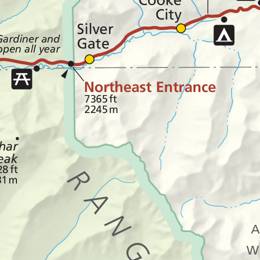 Cooke
City
Silver
Gate
Gardiner and
open all year
Northeast Entrance
7365 ft
2245 m
RANG